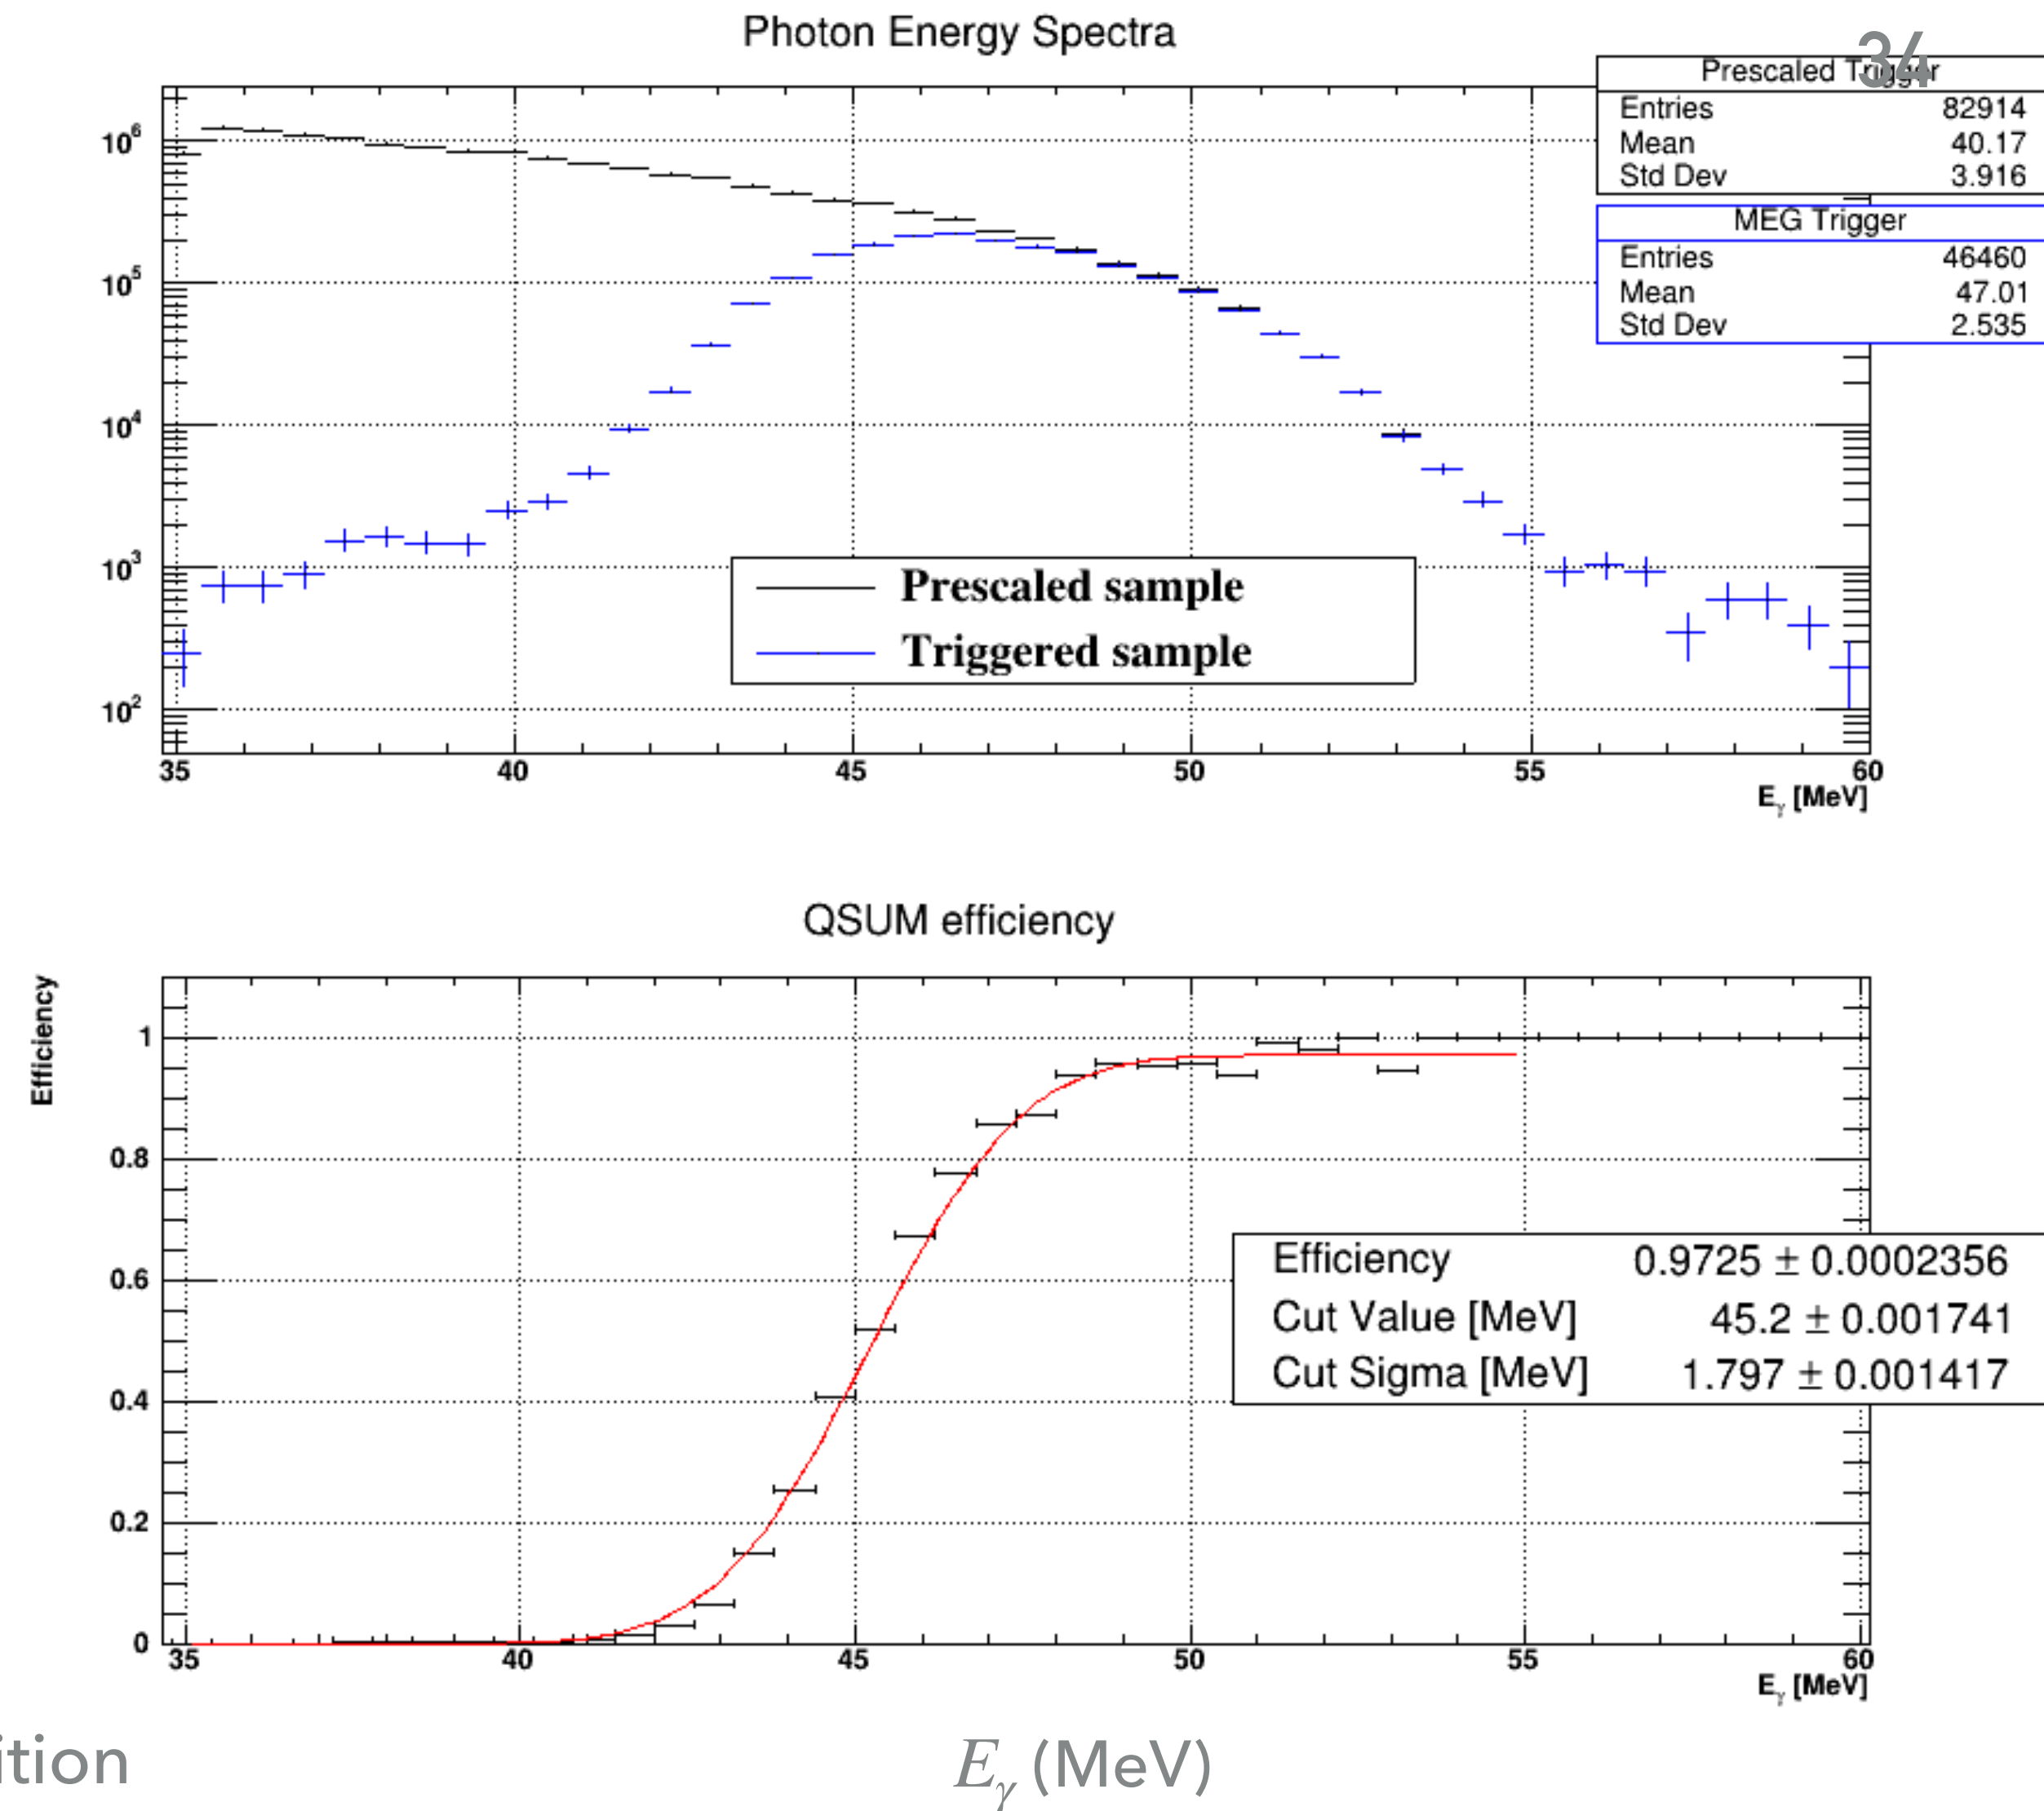 Photon Energy Spectra
34
Prescaled Trigger
Entries 82914
Mean 40.17
Std Dev 3.916
MEG Trigger
Entries 46460
Mean 47.01
Std Dev 2.535
10^6
10^5
10^4
10^3
10^2
Prescaled sample
Triggered sample
35 40 45 50 55 60
Eγ [MeV]
QSUM efficiency
Efficiency
1
0.8
0.6
0.4
0.2
0
Efficiency 0.9725 ± 0.0002356
Cut Value [MeV] 45.2 ± 0.001741
Cut Sigma [MeV] 1.797 ± 0.001417
35 40 45 50 55 60
Eγ [MeV]
ition
Eγ (MeV)